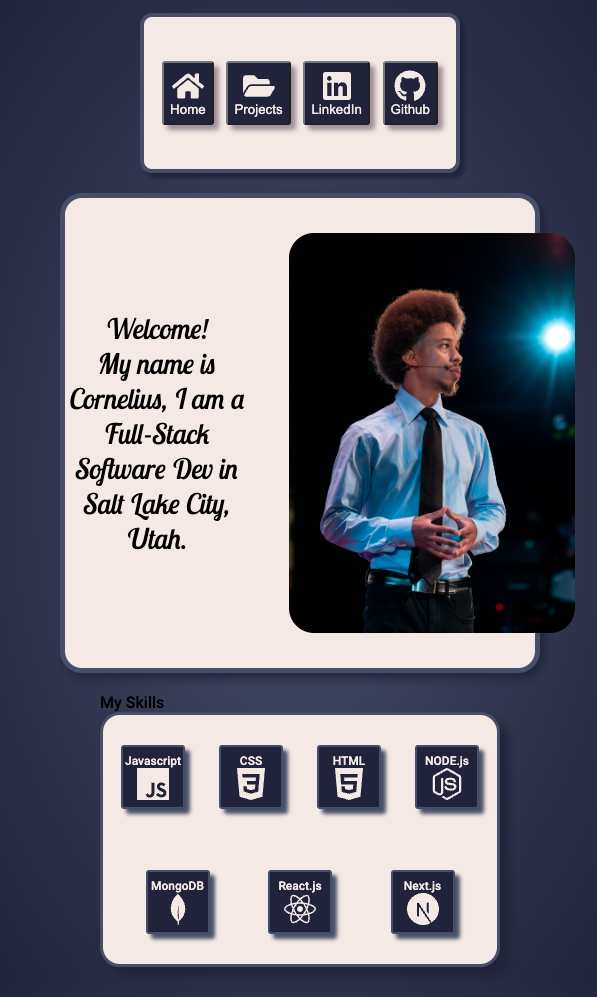 Home Projects LinkedIn Github
Welcome!
My name is
Cornelius, I am a
Full-Stack
Software Dev in
Salt Lake City,
Utah.
My Skills
Javascript CSS HTML NODE.js
JS 3 5 JS
MongoDB React.js Next.js
N